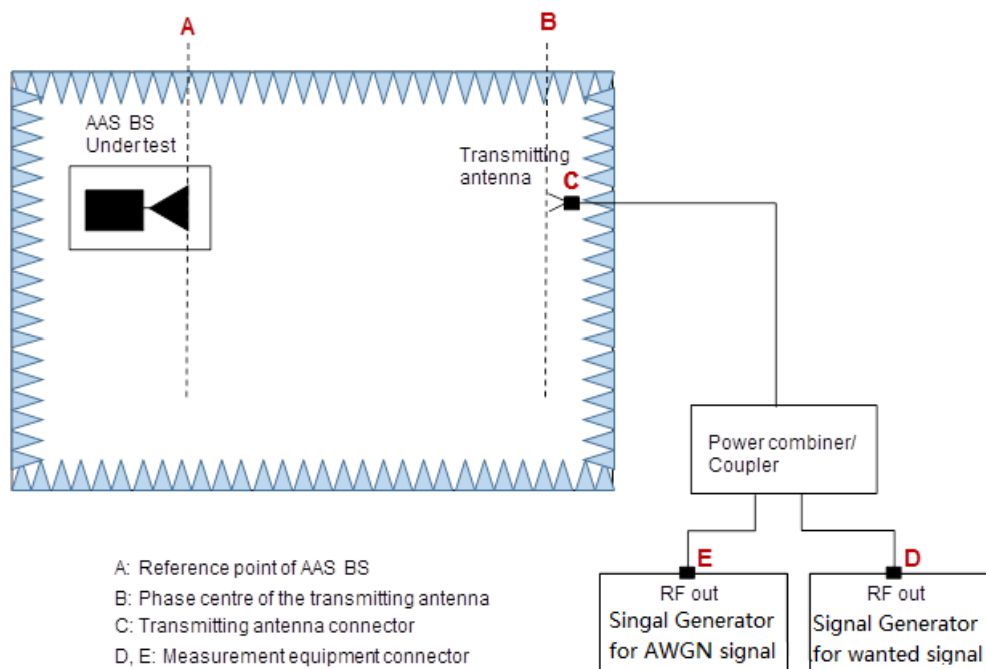 A
B
AAS BS
Under test
Transmitting
antenna
C
Power combiner/
Coupler
E
D
RF out
Singal Generator
for AWGN signal
RF out
Signal Generator
for wanted signal
A: Reference point of AAS BS
B: Phase centre of the transmitting antenna
C: Transmitting antenna connector
D, E: Measurement equipment connector